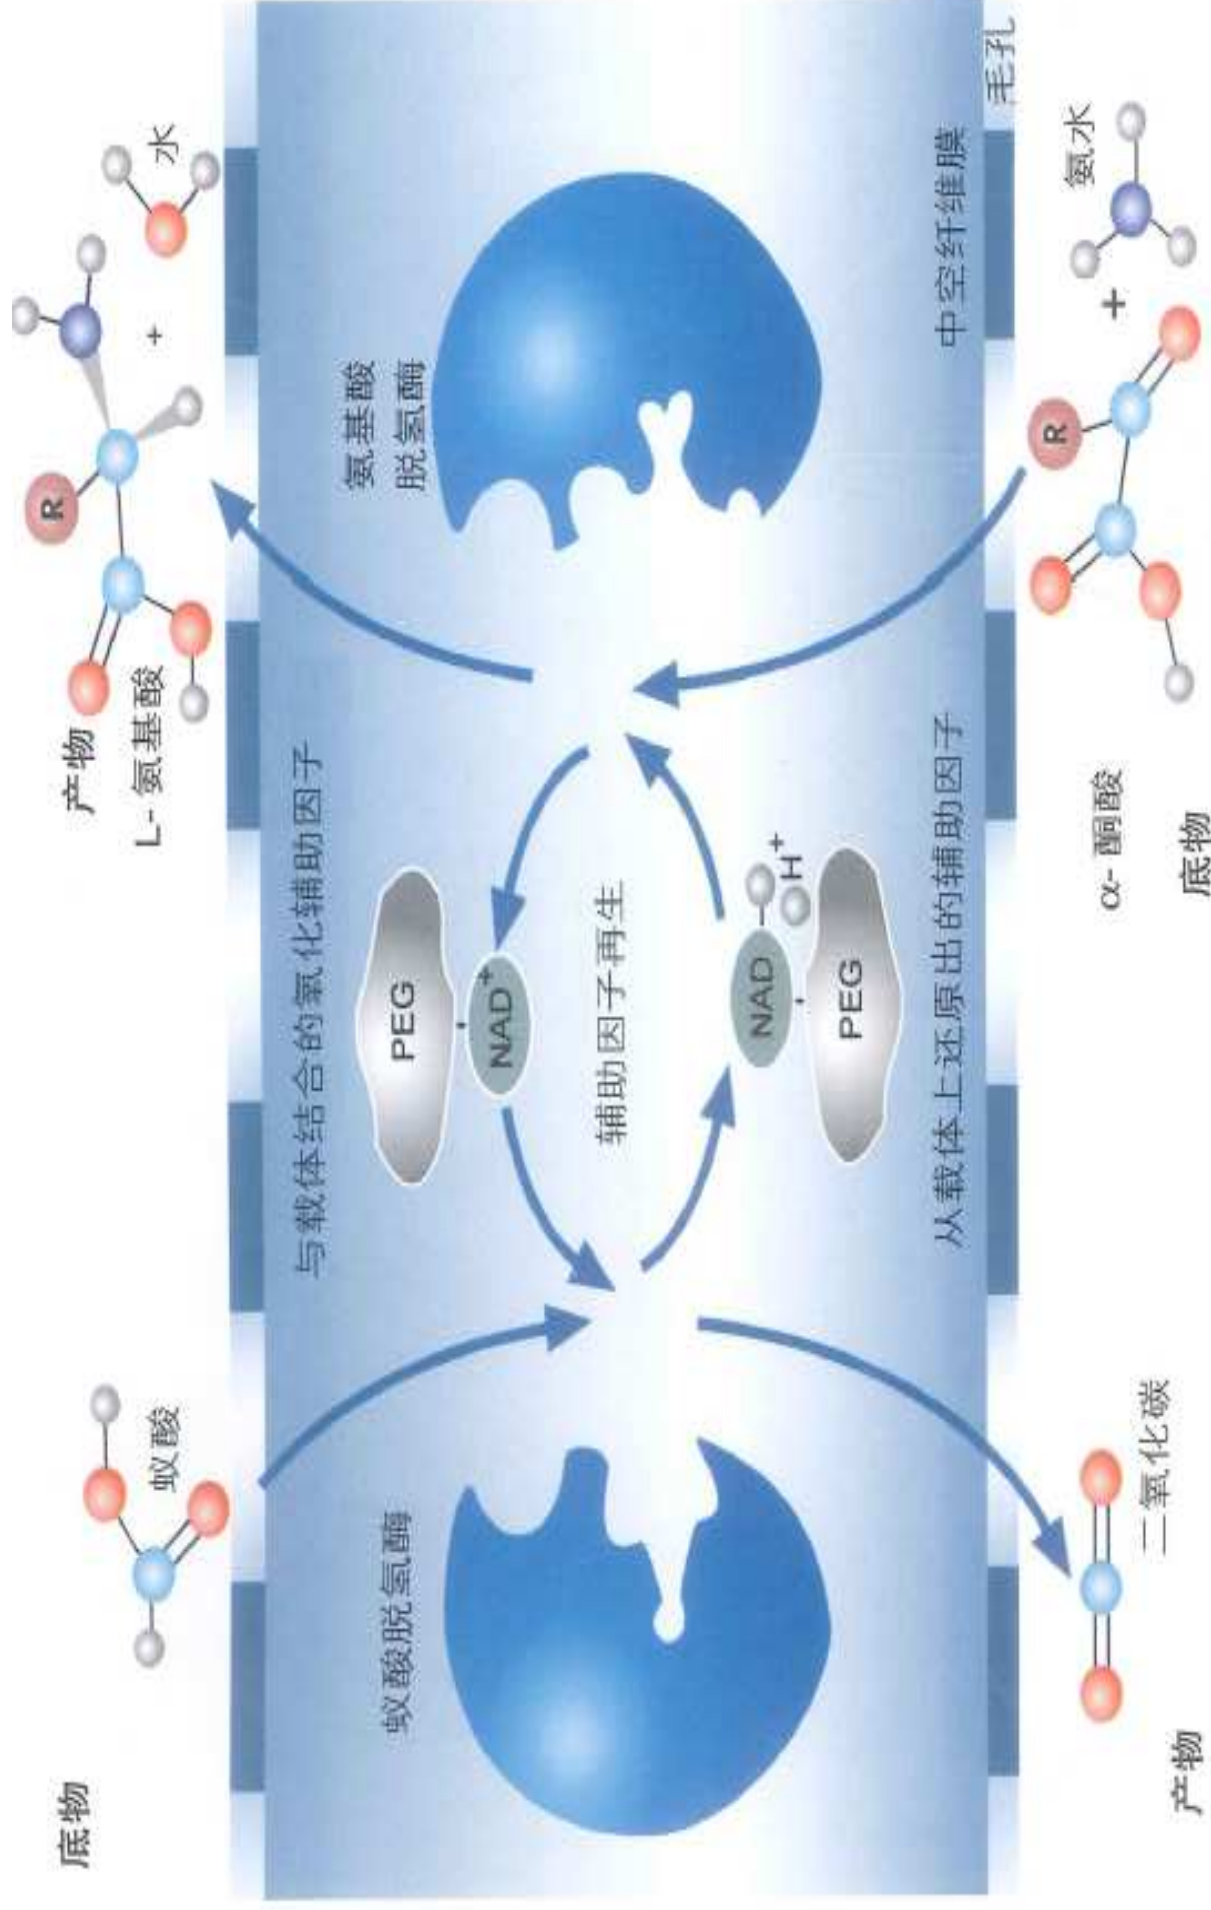 底物
产物
R
蚁酸
L-氨基酸
+
水
与载体结合的氧化辅助因子
氨基酸
脱氢酶
蚁酸脱氢酶
PEG
NAD⁺
辅助因子再生
NAD
H⁺
PEG
从载体上还原出的辅助因子
中空纤维膜
毛孔
R
+
氨水
二氧化碳
α-酮酸
产物
底物